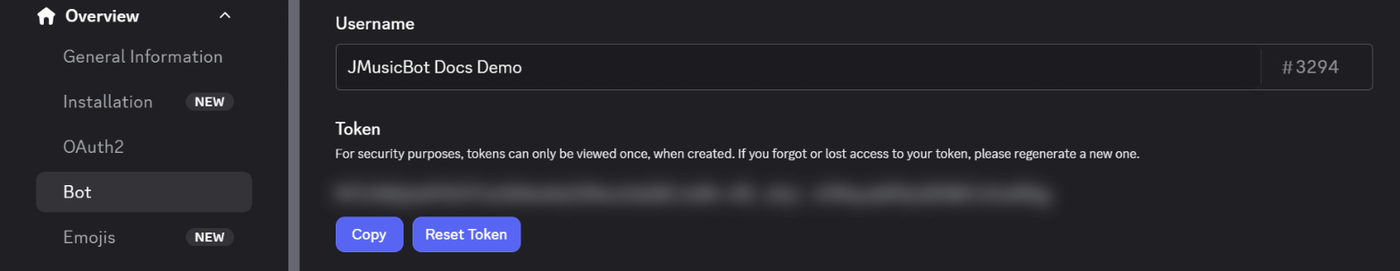 Overview
General Information
Installation NEW
OAuth2
Bot
Emojis NEW
Username
JMusicBot Docs Demo #3294
Token
For security purposes, tokens can only be viewed once, when created. If you forgot or lost access to your token, please regenerate a new one.
Copy Reset Token